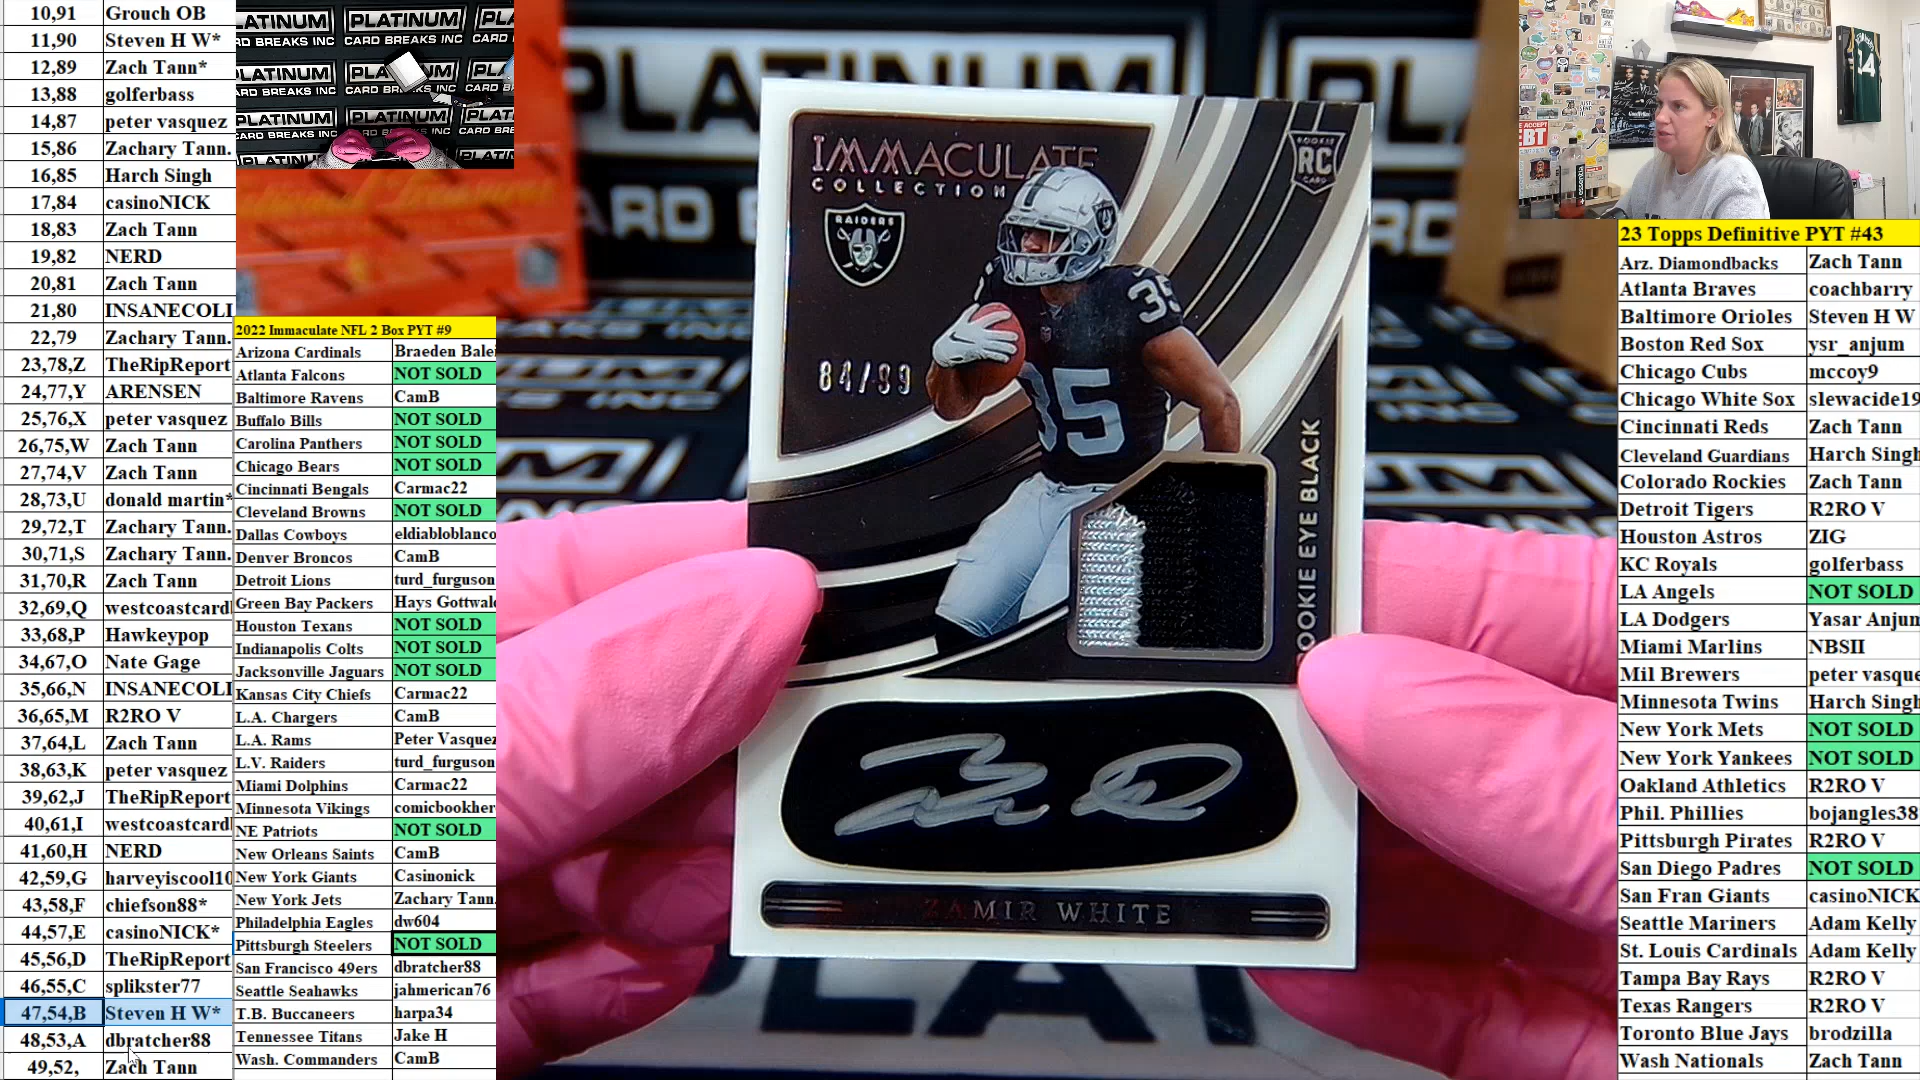 10,91 Grouch OB
11,90 Steven H W*
12,89 Zach Tann*
13,88 golferbass
14,87 peter vasquez
15,86 Zachary Tann.
16,85 Harch Singh
17,84 casinoNICK
18,83 Zach Tann
19,82 NERD
20,81 Zach Tann
21,80 INSANECOLL
22,79 Zachary Tann.
23,78,Z TheRipReport
24,77,Y ARENSEN
25,76,X peter vasquez
26,75,W Zach Tann
27,74,V Zach Tann
28,73,U donald martin*
29,72,T Zachary Tann.
30,71,S Zachary Tann.
31,70,R Zach Tann
32,69,Q westcoastcard
33,68,P Hawkeypop
34,67,O Nate Gage
35,66,N INSANECOLL
36,65,M R2RO V
37,64,L Zach Tann
38,63,K peter vasquez
39,62,J TheRipReport
40,61,I westcoastcard
41,60,H NERD
42,59,G harveyiscool10
43,58,F chiefson88*
44,57,E casinoNICK*
45,56,D TheRipReport
46,55,C splikster77
47,54,B Steven H W*
48,53,A dbratcher88
49,52, Zach Tann
PLATINUM
CARD BREAKS INC
2022 Immaculate NFL 2 Box PYT #9
Arizona Cardinals Braeden Balei
Atlanta Falcons NOT SOLD
Baltimore Ravens CamB
Buffalo Bills NOT SOLD
Carolina Panthers NOT SOLD
Chicago Bears NOT SOLD
Cincinnati Bengals Carmac22
Cleveland Browns NOT SOLD
Dallas Cowboys eldiabloblanco
Denver Broncos CamB
Detroit Lions turd_furguson
Green Bay Packers Hays Gottwal
Houston Texans NOT SOLD
Indianapolis Colts NOT SOLD
Jacksonville Jaguars NOT SOLD
Kansas City Chiefs Carmac22
L.A. Chargers CamB
L.A. Rams Peter Vasquez
L.V. Raiders turd_furguson
Miami Dolphins Carmac22
Minnesota Vikings comicbookher
NE Patriots NOT SOLD
New Orleans Saints CamB
New York Giants Casinonick
New York Jets Zachary Tann.
Philadelphia Eagles dw604
Pittsburgh Steelers NOT SOLD
San Francisco 49ers dbratcher88
Seattle Seahawks jahmerican76
T.B. Buccaneers harpa34
Tennessee Titans Jake H
Wash. Commanders CamB
IMMACULATE
COLLECTION
RAIDERS
84/99
ROOKIE
RC
CARD
35
35
ROOKIE EYE BLACK
ZAMIR WHITE
23 Topps Definitive PYT #43
Arz. Diamondbacks Zach Tann
Atlanta Braves coachbarry
Baltimore Orioles Steven H W
Boston Red Sox ysr_anjum
Chicago Cubs mccoy9
Chicago White Sox slewacide19
Cincinnati Reds Zach Tann
Cleveland Guardians Harch Singh
Colorado Rockies Zach Tann
Detroit Tigers R2RO V
Houston Astros ZIG
KC Royals golferbass
LA Angels NOT SOLD
LA Dodgers Yasar Anjum
Miami Marlins NBSII
Mil Brewers peter vasque
Minnesota Twins Harch Singh
New York Mets NOT SOLD
New York Yankees NOT SOLD
Oakland Athletics R2RO V
Phil. Phillies bojangles38
Pittsburgh Pirates R2RO V
San Diego Padres NOT SOLD
San Fran Giants casinoNICK
Seattle Mariners Adam Kelly
St. Louis Cardinals Adam Kelly
Tampa Bay Rays R2RO V
Texas Rangers R2RO V
Toronto Blue Jays brodzilla
Wash Nationals Zach Tann